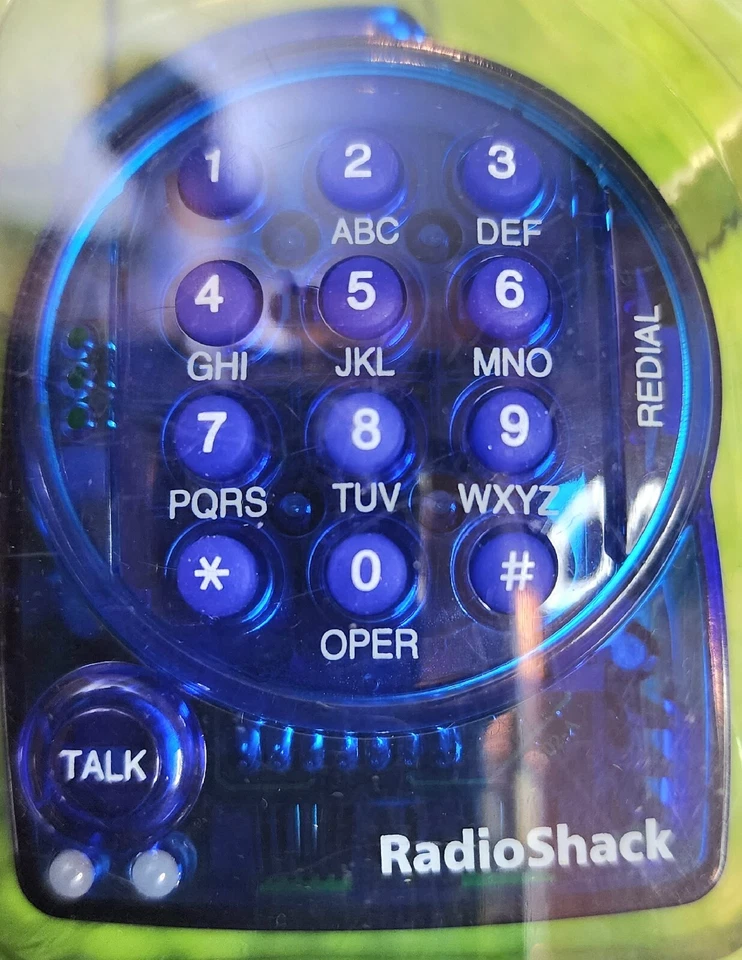 1 2 3
ABC DEF
4 5 6
GHI JKL MNO
REDIAL
7 8 9
PQRS TUV WXYZ
* 0 #
OPER
TALK
RadioShack